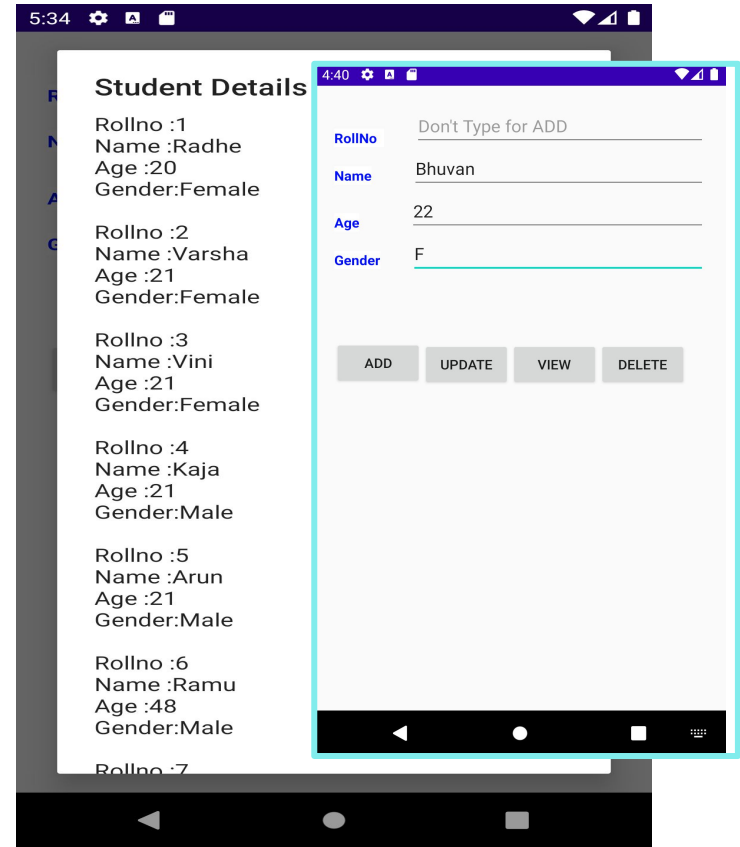 5:34
Student Details
Rollno :1
Name :Radhe
Age :20
Gender:Female
Rollno :2
Name :Varsha
Age :21
Gender:Female
Rollno :3
Name :Vini
Age :21
Gender:Female
Rollno :4
Name :Kaja
Age :21
Gender:Male
Rollno :5
Name :Arun
Age :21
Gender:Male
Rollno :6
Name :Ramu
Age :48
Gender:Male
Rollno :7
4:40
RollNo Don't Type for ADD
Name Bhuvan
Age 22
Gender F
ADD UPDATE VIEW DELETE